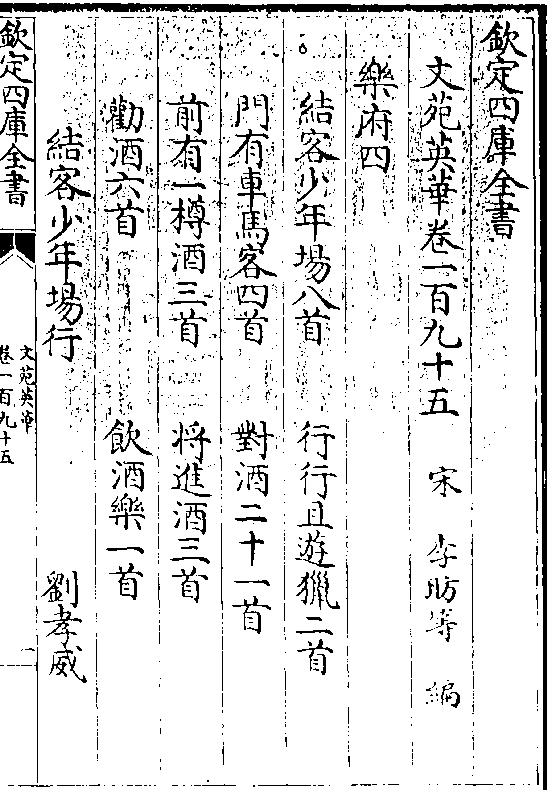 欽定四庫全書
文苑英華卷一百九十五 宋 李昉等 編
樂府四
結客少年場八首 行行且遊獵二首
門有車馬客四首 對酒二十一首
前有一樽酒三首 將進酒三首
勸酒六首 飲酒樂一首
結客少年場行 劉孝威
欽定四庫全書
文苑英華
卷一百九十五
一